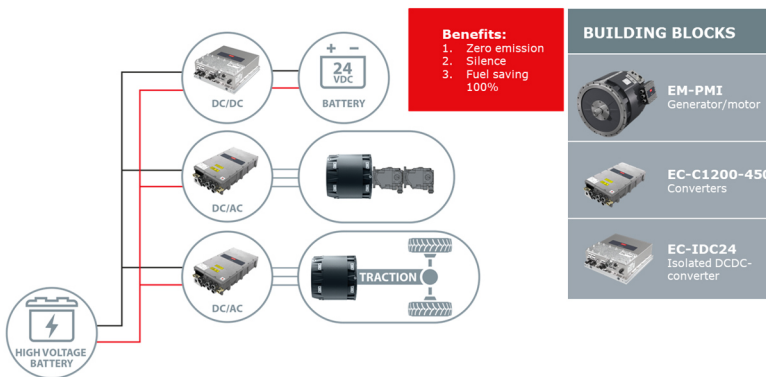 Benefits:
1. Zero emission
2. Silence
3. Fuel saving
100%
BUILDING BLOCKS
EM-PMI
Generator/motor
EC-C1200-450
Converters
EC-IDC24
Isolated DCDC-
converter
+ −
24
VDC
BATTERY
DC/DC
DC/AC
DC/AC
TRACTION
HIGH VOLTAGE
BATTERY